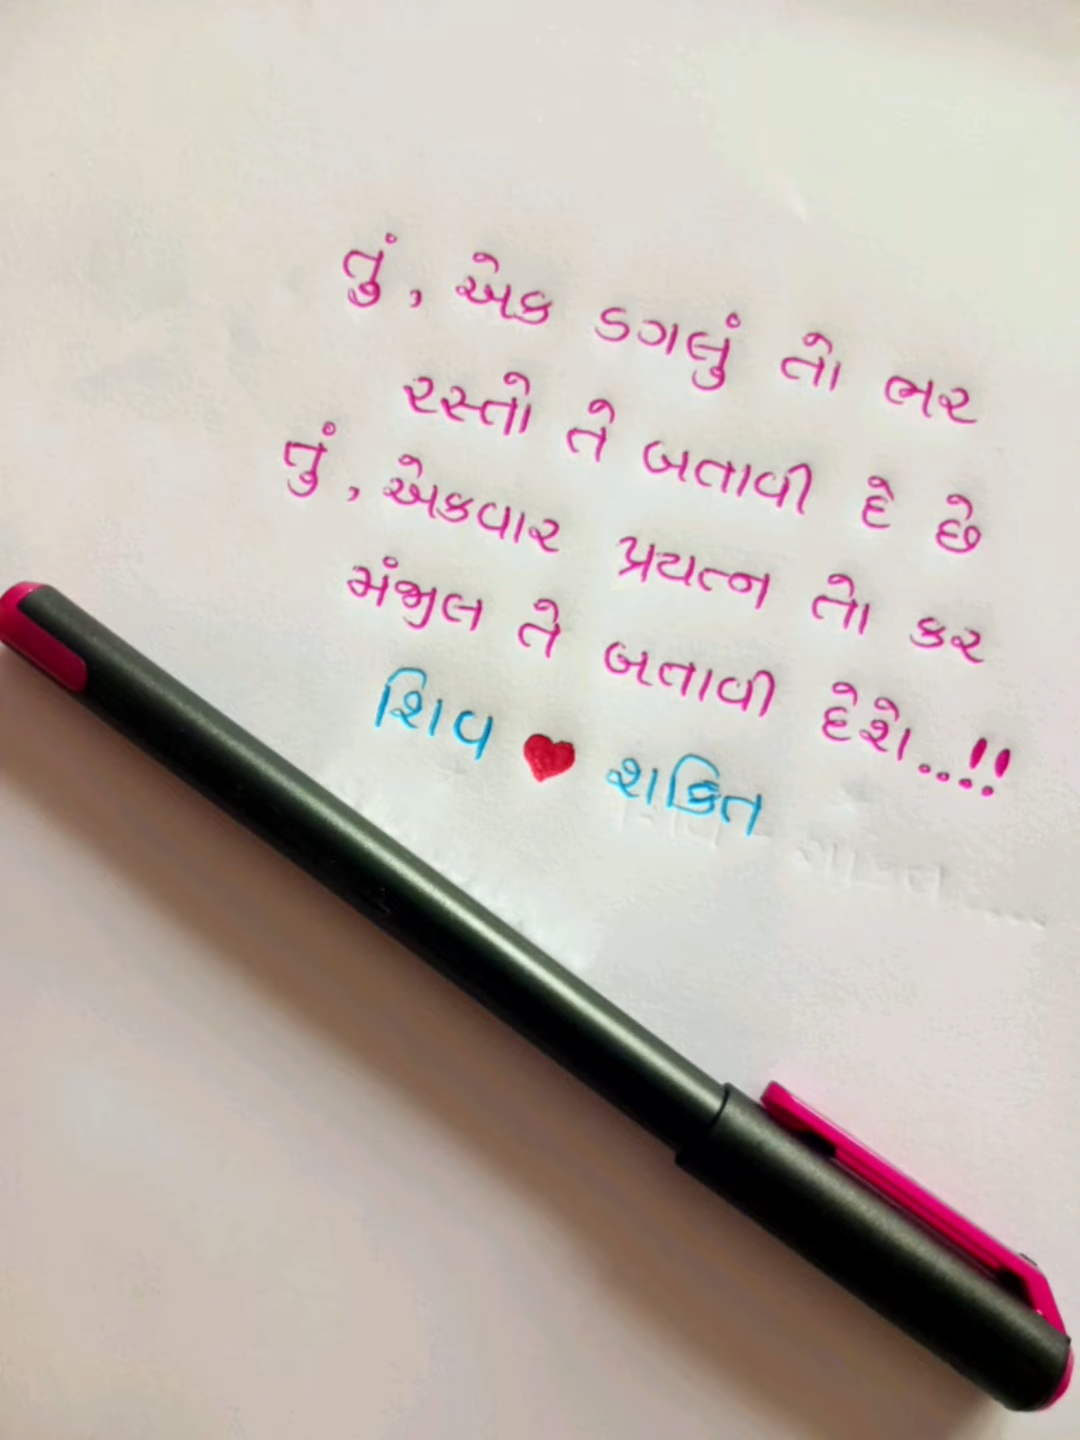 તું, એક ડગલું તો ભર
રસ્તો તે બતાવી દે છે
તું, એકવાર પ્રયત્ન તો કર
મંજીલ તે બતાવી દેશે...!!
શિવ ❤ શક્તિ